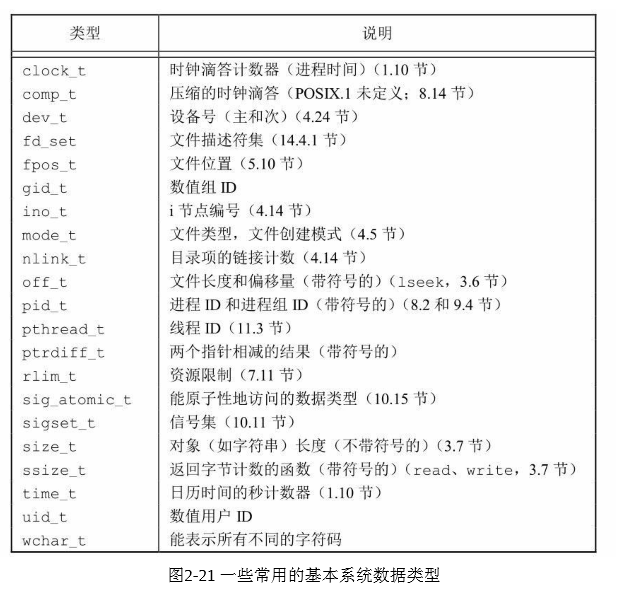 类型 说明
clock_t 时钟滴答计数器（进程时间）（1.10 节）
comp_t 压缩的时钟滴答（POSIX.1 未定义；8.14 节）
dev_t 设备号（主和次）（4.24 节）
fd_set 文件描述符集（14.4.1 节）
fpos_t 文件位置（5.10 节）
gid_t 数值组 ID
ino_t i 节点编号（4.14 节）
mode_t 文件类型，文件创建模式（4.5 节）
nlink_t 目录项的链接计数（4.14 节）
off_t 文件长度和偏移量（带符号的）（lseek，3.6 节）
pid_t 进程 ID 和进程组 ID（带符号的）（8.2 和 9.4 节）
pthread_t 线程 ID（11.3 节）
ptrdiff_t 两个指针相减的结果（带符号的）
rlim_t 资源限制（7.11 节）
sig_atomic_t 能原子性地访问的数据类型（10.15 节）
sigset_t 信号集（10.11 节）
size_t 对象（如字符串）长度（不带符号的）（3.7 节）
ssize_t 返回字节计数的函数（带符号的）（read、write，3.7 节）
time_t 日历时间的秒计数器（1.10 节）
uid_t 数值用户 ID
wchar_t 能表示所有不同的字符码
图2-21 一些常用的基本系统数据类型